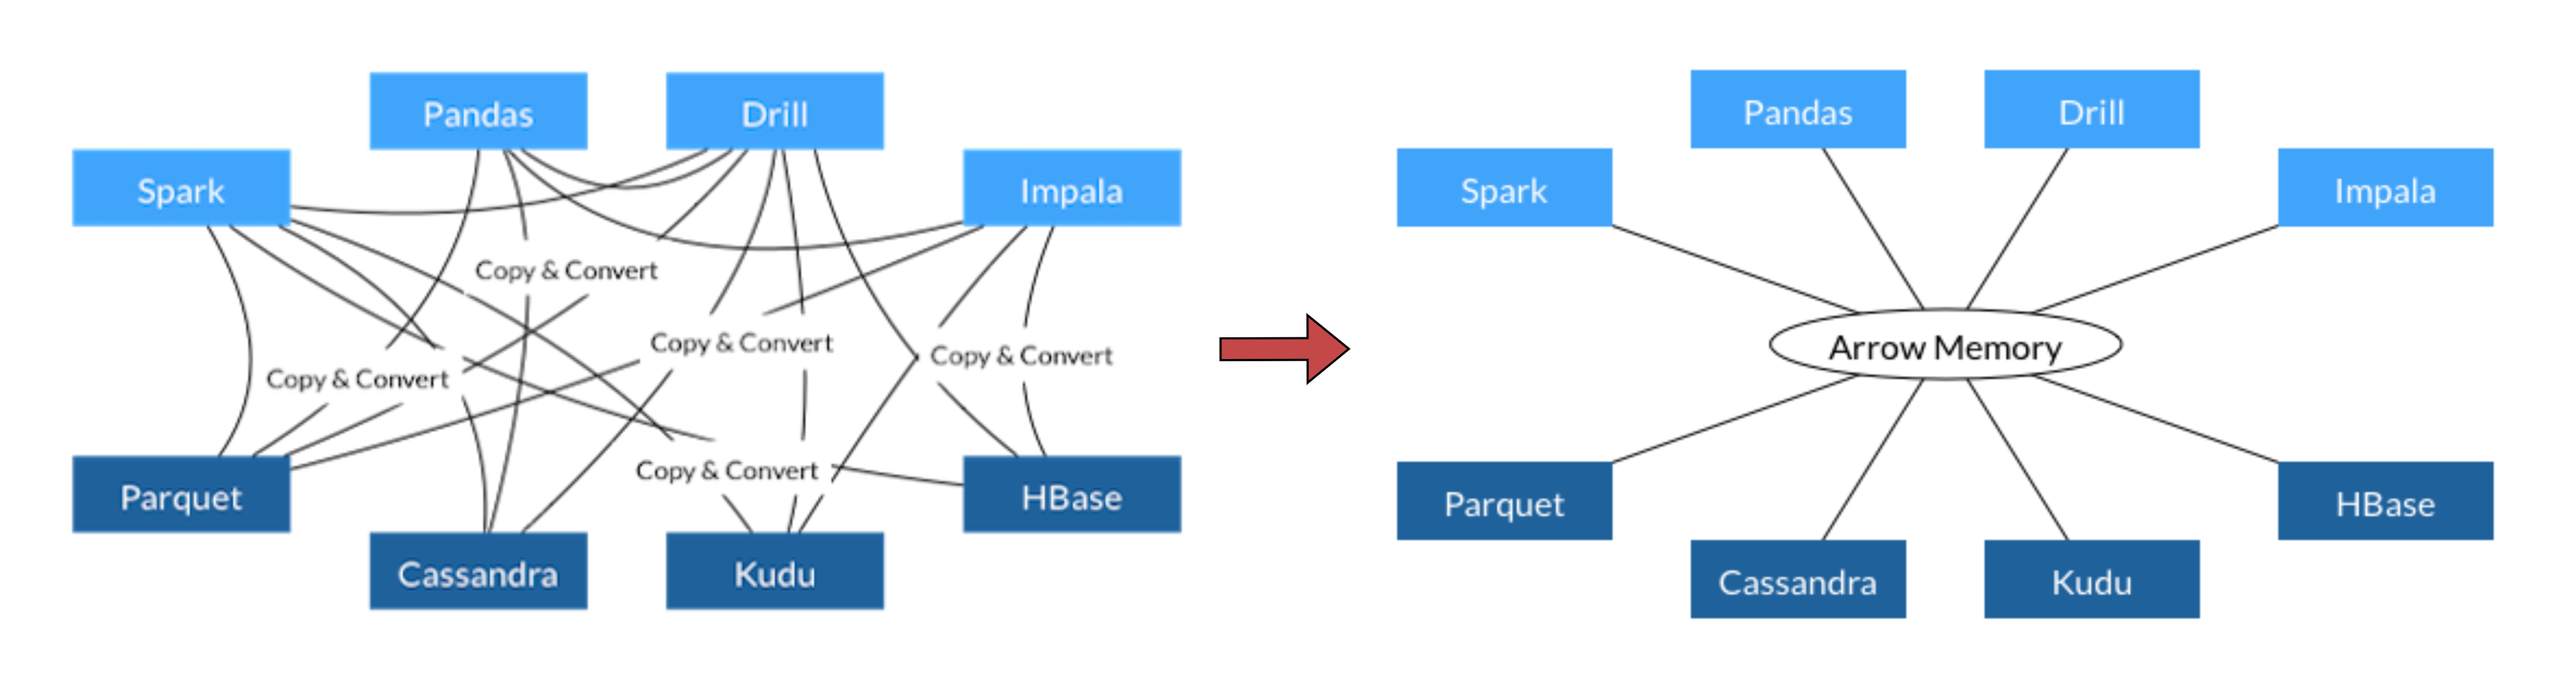 Pandas
Drill
Spark
Impala
Copy & Convert
Copy & Convert
Copy & Convert
Copy & Convert
Copy & Convert
Parquet
HBase
Cassandra
Kudu
Pandas
Drill
Spark
Impala
Arrow Memory
Parquet
HBase
Cassandra
Kudu